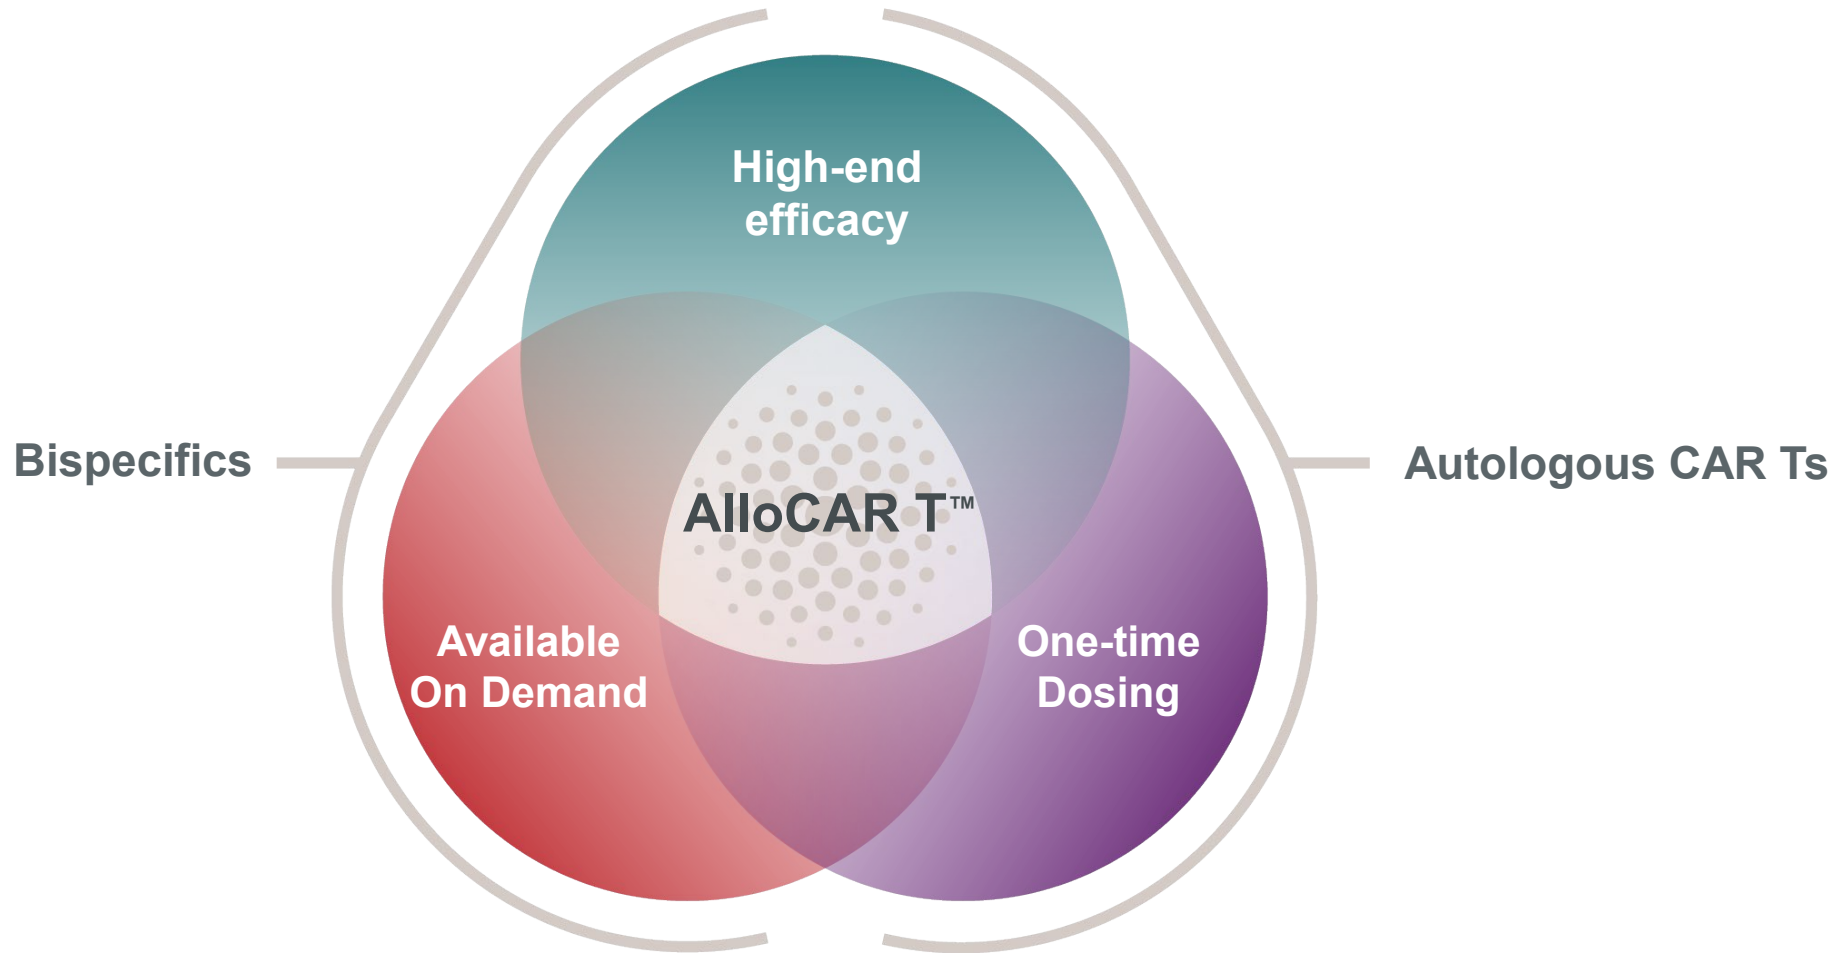 High-end
efficacy
Bispecifics
Autologous CAR Ts
AlloCAR T™
Available
On Demand
One-time
Dosing